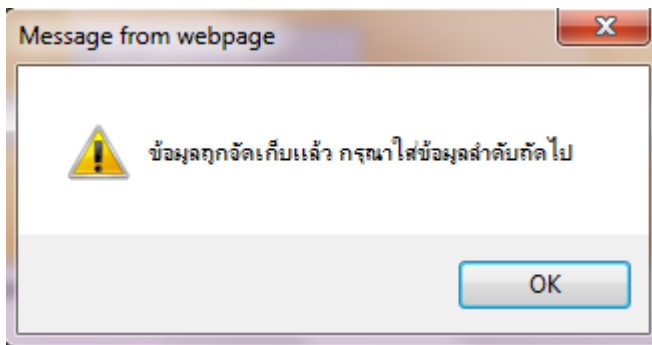 Message from webpage
ข้อมูลถูกจัดเก็บแล้ว กรุณาใส่ข้อมูลลำดับถัดไป
OK